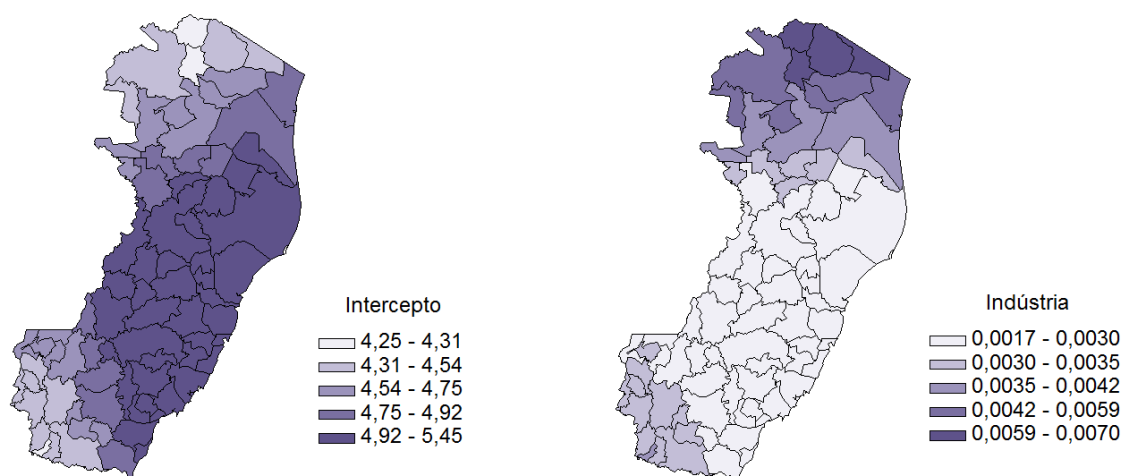 Intercepto
4,25 - 4,31
4,31 - 4,54
4,54 - 4,75
4,75 - 4,92
4,92 - 5,45
Indústria
0,0017 - 0,0030
0,0030 - 0,0035
0,0035 - 0,0042
0,0042 - 0,0059
0,0059 - 0,0070